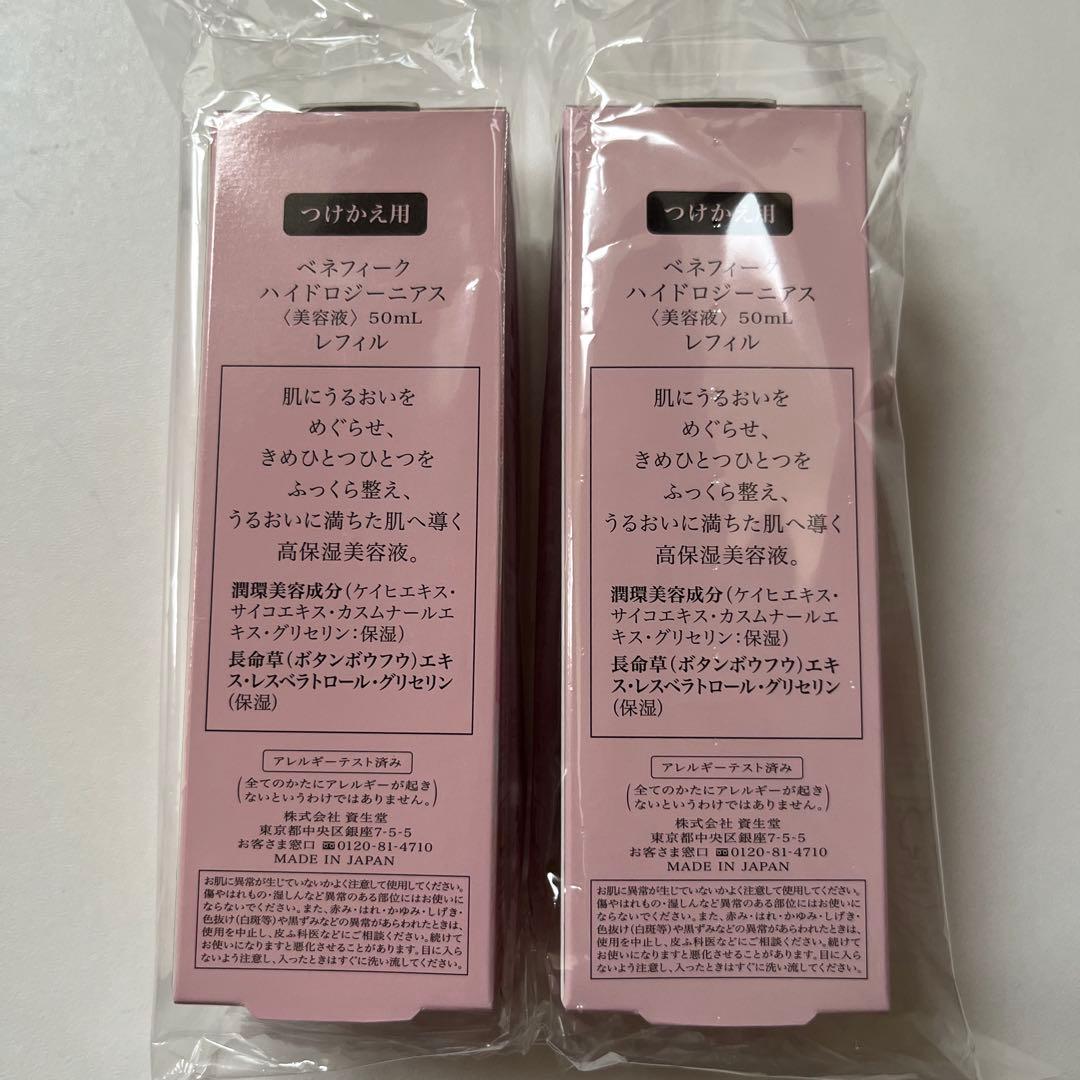 つけかえ用
ベネフィーク
ハイドロジーニアス
〈美容液〉50mL
レフィル
肌にうるおいを
めぐらせ、
きめひとつひとつを
ふっくら整え、
うるおいに満ちた肌へ導く
高保湿美容液。
潤環美容成分(ケイヒエキス・
サイコエキス・カスムナールエ
キス・グリセリン:保湿)
長命草(ボタンボウフウ)エキ
ス・レスベラトロール・グリセリン
(保湿)
アレルギーテスト済み
(全てのかたにアレルギーが起き
ないというわけではありません。)
株式会社 資生堂
東京都中央区銀座7-5-5
お客さま窓口 0120-81-4710
MADE IN JAPAN
お肌に異常が生じていないかよく注意して使用してください。
傷やはれもの・湿しんなど異常のある部位にはお使いに
ならないでください。また、赤み・はれ・かゆみ・しげき・
色抜け(白斑等)や黒ずみなどの異常があらわれたときは、
使用を中止し、皮ふ科医などにご相談ください。続けて
お使いになりますと悪化させることがあります。目に入ら
ないよう注意し、入ったときはすぐに洗い流してください。
つけかえ用
ベネフィーク
ハイドロジーニアス
〈美容液〉50mL
レフィル
肌にうるおいを
めぐらせ、
きめひとつひとつを
ふっくら整え、
うるおいに満ちた肌へ導く
高保湿美容液。
潤環美容成分(ケイヒエキス・
サイコエキス・カスムナールエ
キス・グリセリン:保湿)
長命草(ボタンボウフウ)エキ
ス・レスベラトロール・グリセリン
(保湿)
アレルギーテスト済み
(全てのかたにアレルギーが起き
ないというわけではありません。)
株式会社 資生堂
東京都中央区銀座7-5-5
お客さま窓口 0120-81-4710
MADE IN JAPAN
お肌に異常が生じていないかよく注意して使用してください。
傷やはれもの・湿しんなど異常のある部位にはお使いに
ならないでください。また、赤み・はれ・かゆみ・しげき・
色抜け(白斑等)や黒ずみなどの異常があらわれたときは、
使用を中止し、皮ふ科医などにご相談ください。続けて
お使いになりますと悪化させることがあります。目に入ら
ないよう注意し、入ったときはすぐに洗い流してください。